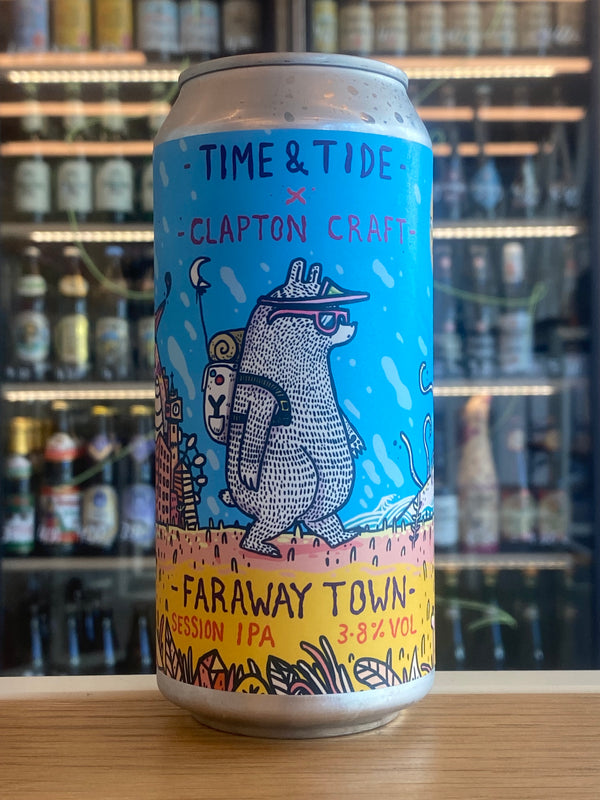 - TIME & TIDE -
x
- CLAPTON CRAFT -
- FARAWAY TOWN -
SESSION IPA 3.8% VOL